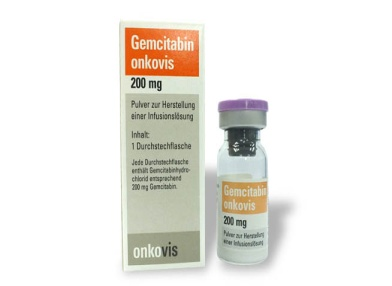 Gemcitabin
onkovis
200 mg
Pulver zur Herstellung
einer Infusionslösung
Inhalt:
1 Durchstechflasche
Jede Durchstechflasche
enthält Gemcitabinhydro-
chlorid entsprechend
200 mg Gemcitabin.
onkovis
Gemcitabin
onkovis
200 mg
Pulver zur Herstellung
einer Infusionslösung